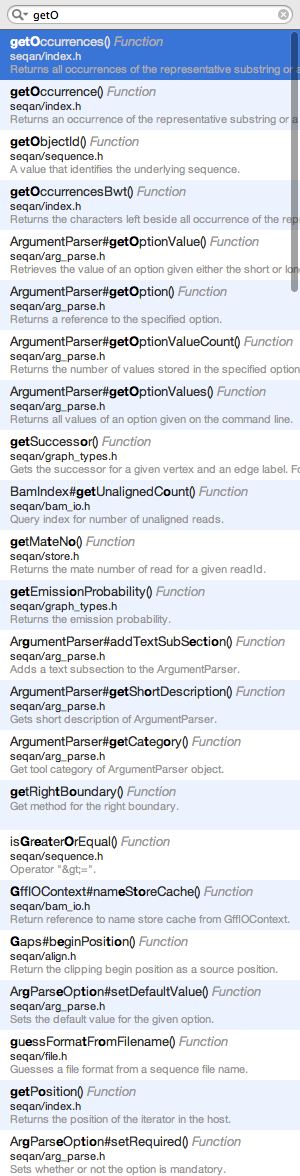 getO
getOccurrences() Function
seqan/index.h
Returns all occurrences of the representative substring or a
getOccurrence() Function
seqan/index.h
Returns an occurrence of the representative substring or a
getObjectId() Function
seqan/sequence.h
A value that identifies the underlying sequence.
getOccurrencesBwt() Function
seqan/index.h
Returns the characters left beside all occurrence of the rep
ArgumentParser#getOptionValue() Function
seqan/arg_parse.h
Retrieves the value of an option given either the short or long
ArgumentParser#getOption() Function
seqan/arg_parse.h
Returns a reference to the specified option.
ArgumentParser#getOptionValueCount() Function
seqan/arg_parse.h
Returns the number of values stored in the specified option
ArgumentParser#getOptionValues() Function
seqan/arg_parse.h
Returns all values of an option given on the command line.
getSuccessor() Function
seqan/graph_types.h
Gets the successor for a given vertex and an edge label. Fo
BamIndex#getUnalignedCount() Function
seqan/bam_io.h
Query index for number of unaligned reads.
getMateNo() Function
seqan/store.h
Returns the mate number of read for a given readId.
getEmissionProbability() Function
seqan/graph_types.h
Returns the emission probability.
ArgumentParser#addTextSubSection() Function
seqan/arg_parse.h
Adds a text subsection to the ArgumentParser.
ArgumentParser#getShortDescription() Function
seqan/arg_parse.h
Gets short description of ArgumentParser.
ArgumentParser#getCategory() Function
seqan/arg_parse.h
Get tool category of ArgumentParser object.
getRightBoundary() Function
Get method for the right boundary.
isGreaterOrEqual() Function
seqan/sequence.h
Operator "&gt;=".
GffIOContext#nameStoreCache() Function
seqan/bam_io.h
Return reference to name store cache from GffIOContext.
Gaps#beginPosition() Function
seqan/align.h
Return the clipping begin position as a source position.
ArgParseOption#setDefaultValue() Function
seqan/arg_parse.h
Sets the default value for the given option.
guessFormatFromFilename() Function
seqan/file.h
Guesses a file format from a sequence file name.
getPosition() Function
seqan/index.h
Returns the position of the iterator in the host.
ArgParseOption#setRequired() Function
seqan/arg_parse.h
Sets whether or not the option is mandatory.